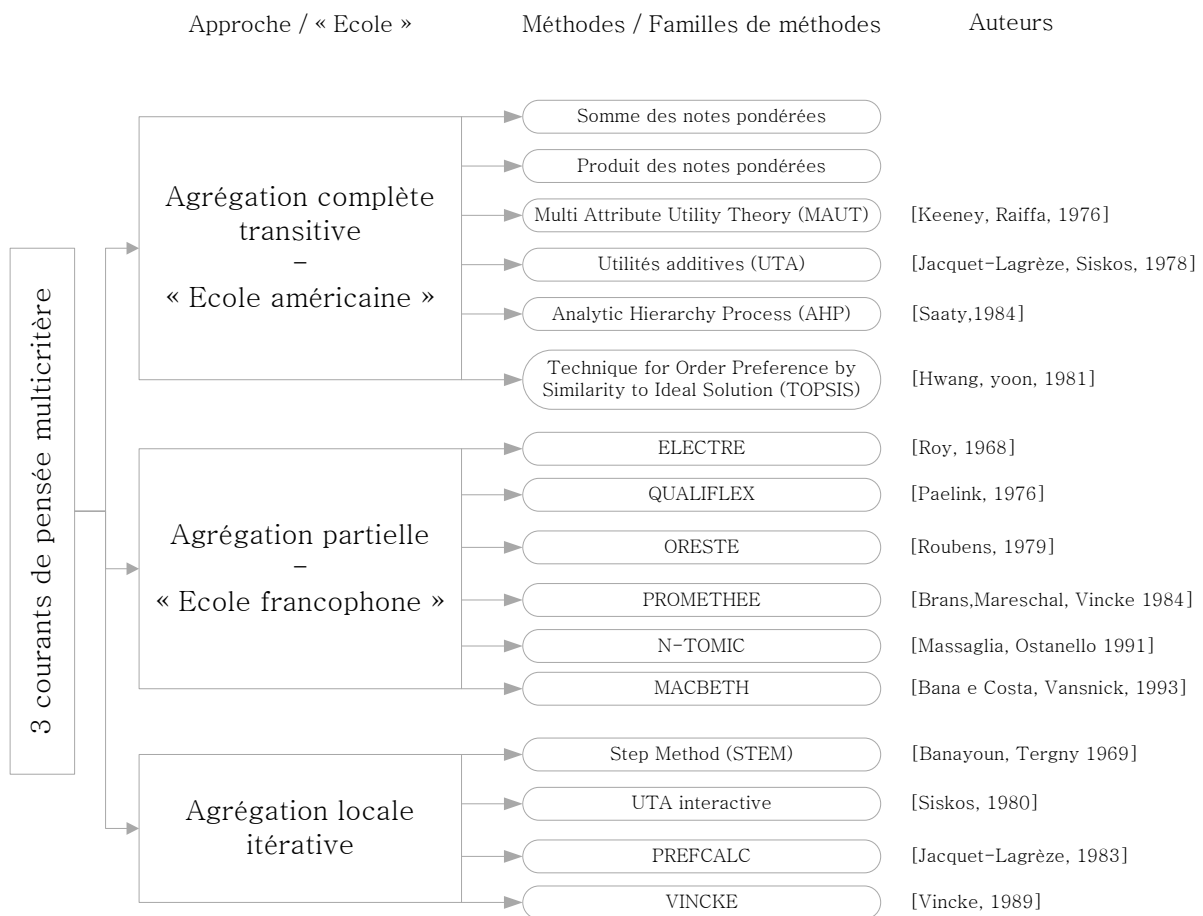 Approche / « Ecole »
Méthodes / Familles de méthodes
Auteurs
3 courants de pensée multicritère
Agrégation complète
transitive
–
« Ecole américaine »
Somme des notes pondérées
Produit des notes pondérées
Multi Attribute Utility Theory (MAUT)
[Keeney, Raiffa, 1976]
Utilités additives (UTA)
[Jacquet-Lagrèze, Siskos, 1978]
Analytic Hierarchy Process (AHP)
[Saaty,1984]
Technique for Order Preference by
Similarity to Ideal Solution (TOPSIS)
[Hwang, yoon, 1981]
Agrégation partielle
–
« Ecole francophone »
ELECTRE
[Roy, 1968]
QUALIFLEX
[Paelink, 1976]
ORESTE
[Roubens, 1979]
PROMETHEE
[Brans,Mareschal, Vincke 1984]
N-TOMIC
[Massaglia, Ostanello 1991]
MACBETH
[Bana e Costa, Vansnick, 1993]
Agrégation locale
itérative
Step Method (STEM)
[Banayoun, Tergny 1969]
UTA interactive
[Siskos, 1980]
PREFCALC
[Jacquet-Lagrèze, 1983]
VINCKE
[Vincke, 1989]